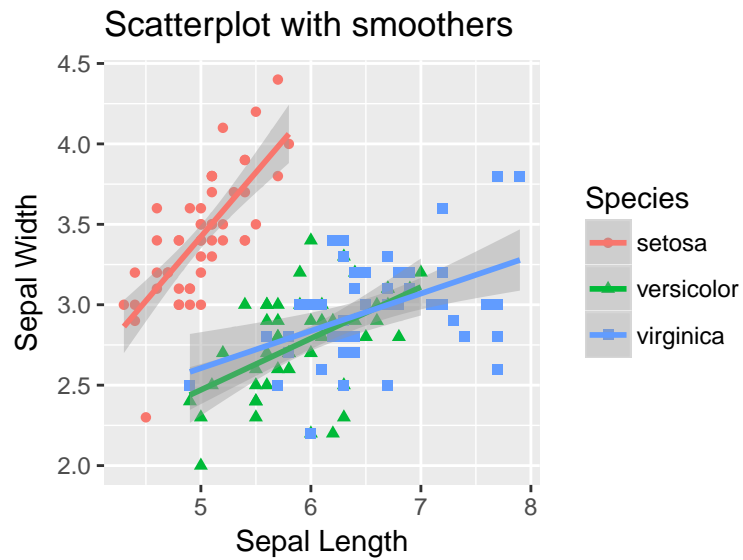 Scatterplot with smoothers
4.5
4.0
3.5
3.0
2.5
2.0
Sepal Width
5 6 7 8
Sepal Length
Species
setosa
versicolor
virginica